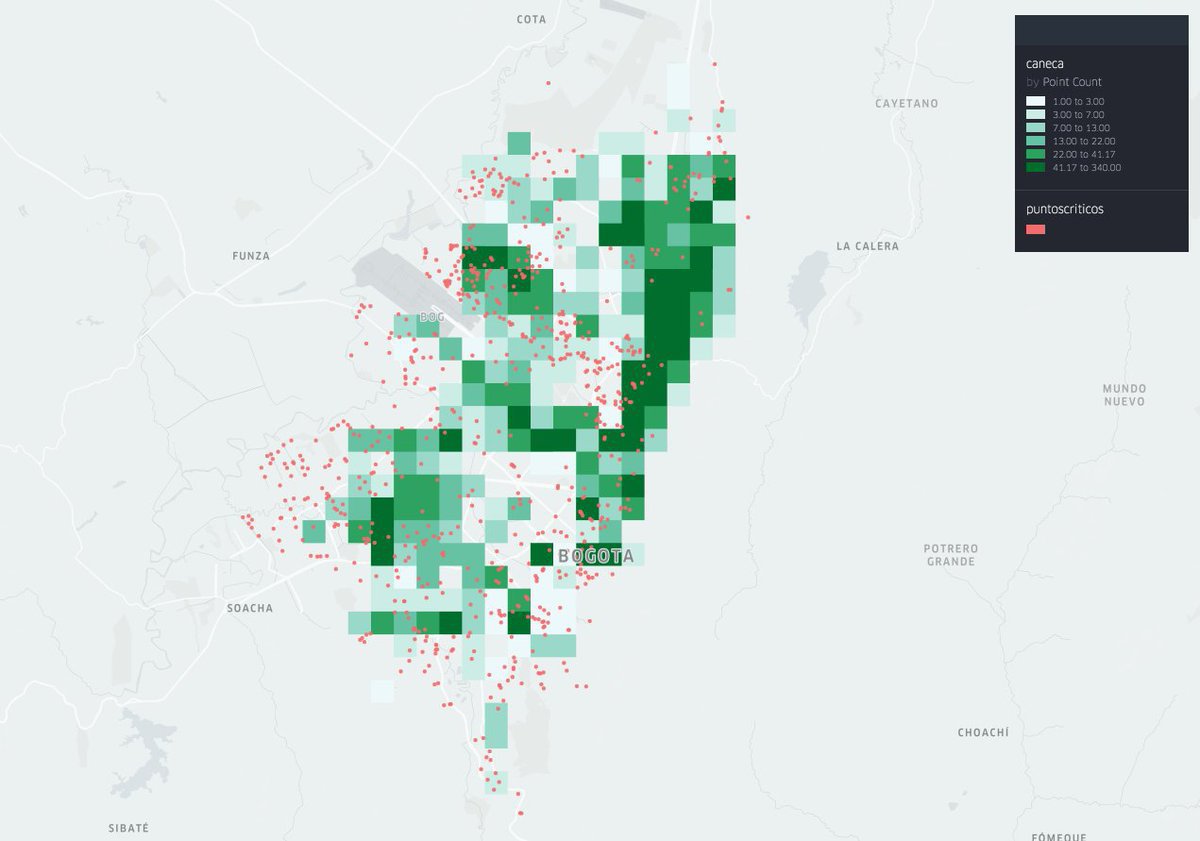 COTA
CAYETANO
FUNZA
LA CALERA
BOG
MUNDO
NUEVO
BOGOTA
POTRERO
GRANDE
SOACHA
CHOACHÍ
SIBATÉ
FÓMEQUE
caneca
by Point Count
1.00 to 3.00
3.00 to 7.00
7.00 to 13.00
13.00 to 22.00
22.00 to 41.17
41.17 to 340.00
puntoscriticos